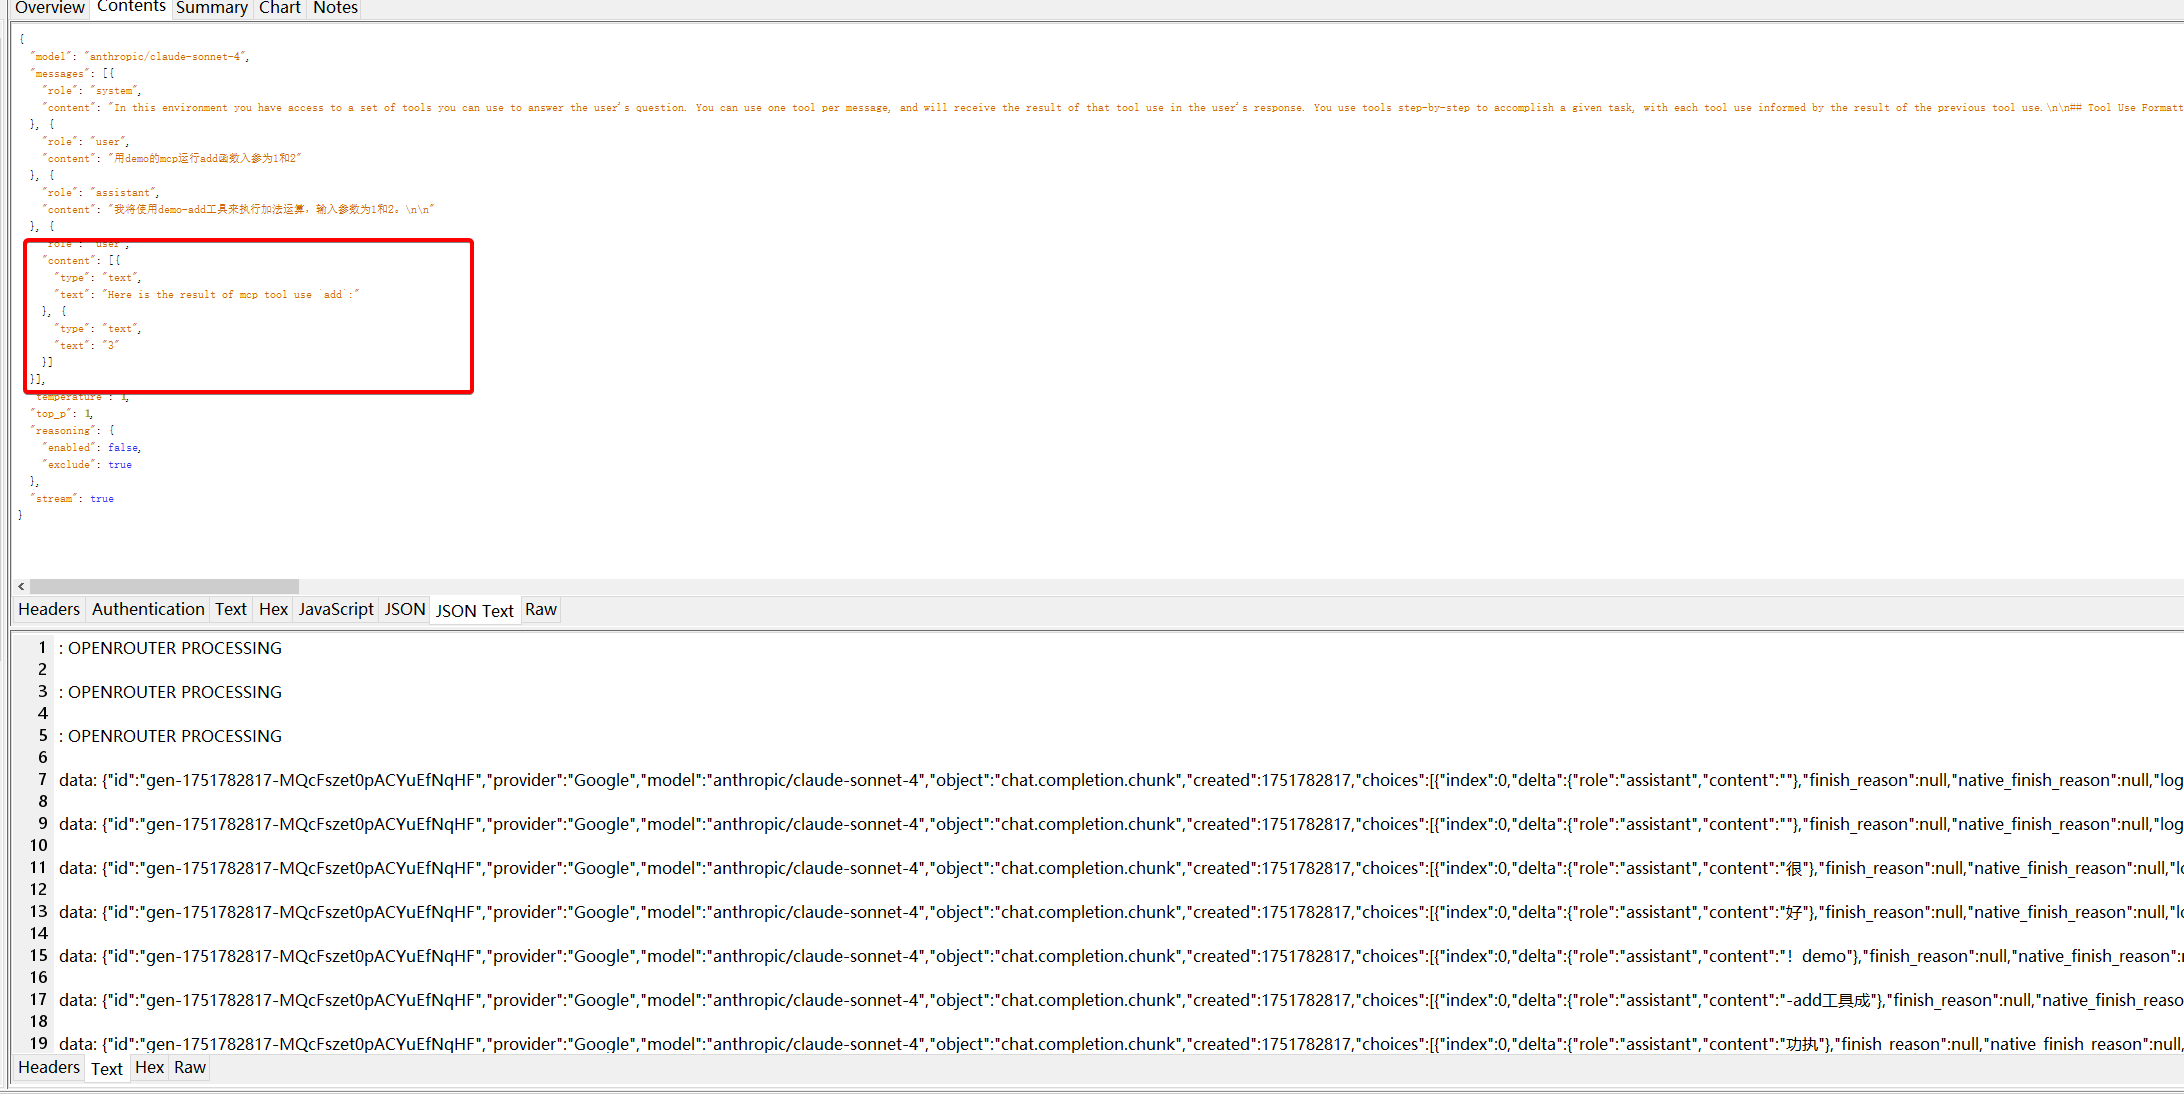 Overview Contents Summary Chart Notes
{
"model": "anthropic/claude-sonnet-4",
"messages": [{
"role": "system",
"content": "In this environment you have access to a set of tools you can use to answer the user's question. You can use one tool per message, and will receive the result of that tool use in the user's response. You use tools step-by-step to accomplish a given task, with each tool use informed by the result of the previous tool use.\n\n## Tool Use Formatt
}, {
"role": "user",
"content": "用demo的mcp运行add函数入参为1和2"
}, {
"role": "assistant",
"content": "我将使用demo-add工具来执行加法运算，输入参数为1和2。\n\n"
}, {
"role": "user",
"content": [{
"type": "text",
"text": "Here is the result of mcp tool use `add`:"
}, {
"type": "text",
"text": "3"
}]
}],
"temperature": 1,
"top_p": 1,
"reasoning": {
"enabled": false,
"exclude": true
},
"stream": true
}
<
Headers Authentication Text Hex JavaScript JSON JSON Text Raw
1 : OPENROUTER PROCESSING
2
3 : OPENROUTER PROCESSING
4
5 : OPENROUTER PROCESSING
6
7 data: {"id":"gen-1751782817-MQcFszet0pACYuEfNqHF","provider":"Google","model":"anthropic/claude-sonnet-4","object":"chat.completion.chunk","created":1751782817,"choices":[{"index":0,"delta":{"role":"assistant","content":""},"finish_reason":null,"native_finish_reason":null,"log
8
9 data: {"id":"gen-1751782817-MQcFszet0pACYuEfNqHF","provider":"Google","model":"anthropic/claude-sonnet-4","object":"chat.completion.chunk","created":1751782817,"choices":[{"index":0,"delta":{"role":"assistant","content":""},"finish_reason":null,"native_finish_reason":null,"log
10
11 data: {"id":"gen-1751782817-MQcFszet0pACYuEfNqHF","provider":"Google","model":"anthropic/claude-sonnet-4","object":"chat.completion.chunk","created":1751782817,"choices":[{"index":0,"delta":{"role":"assistant","content":"很"},"finish_reason":null,"native_finish_reason":null,"lo
12
13 data: {"id":"gen-1751782817-MQcFszet0pACYuEfNqHF","provider":"Google","model":"anthropic/claude-sonnet-4","object":"chat.completion.chunk","created":1751782817,"choices":[{"index":0,"delta":{"role":"assistant","content":"好"},"finish_reason":null,"native_finish_reason":null,"lo
14
15 data: {"id":"gen-1751782817-MQcFszet0pACYuEfNqHF","provider":"Google","model":"anthropic/claude-sonnet-4","object":"chat.completion.chunk","created":1751782817,"choices":[{"index":0,"delta":{"role":"assistant","content":"！demo"},"finish_reason":null,"native_finish_reason":n
16
17 data: {"id":"gen-1751782817-MQcFszet0pACYuEfNqHF","provider":"Google","model":"anthropic/claude-sonnet-4","object":"chat.completion.chunk","created":1751782817,"choices":[{"index":0,"delta":{"role":"assistant","content":"-add工具成"},"finish_reason":null,"native_finish_reaso
18
19 data: {"id":"gen-1751782817-MQcFszet0pACYuEfNqHF","provider":"Google","model":"anthropic/claude-sonnet-4","object":"chat.completion.chunk","created":1751782817,"choices":[{"index":0,"delta":{"role":"assistant","content":"功执"},"finish_reason":null,"native_finish_reason":null,
Headers Text Hex Raw